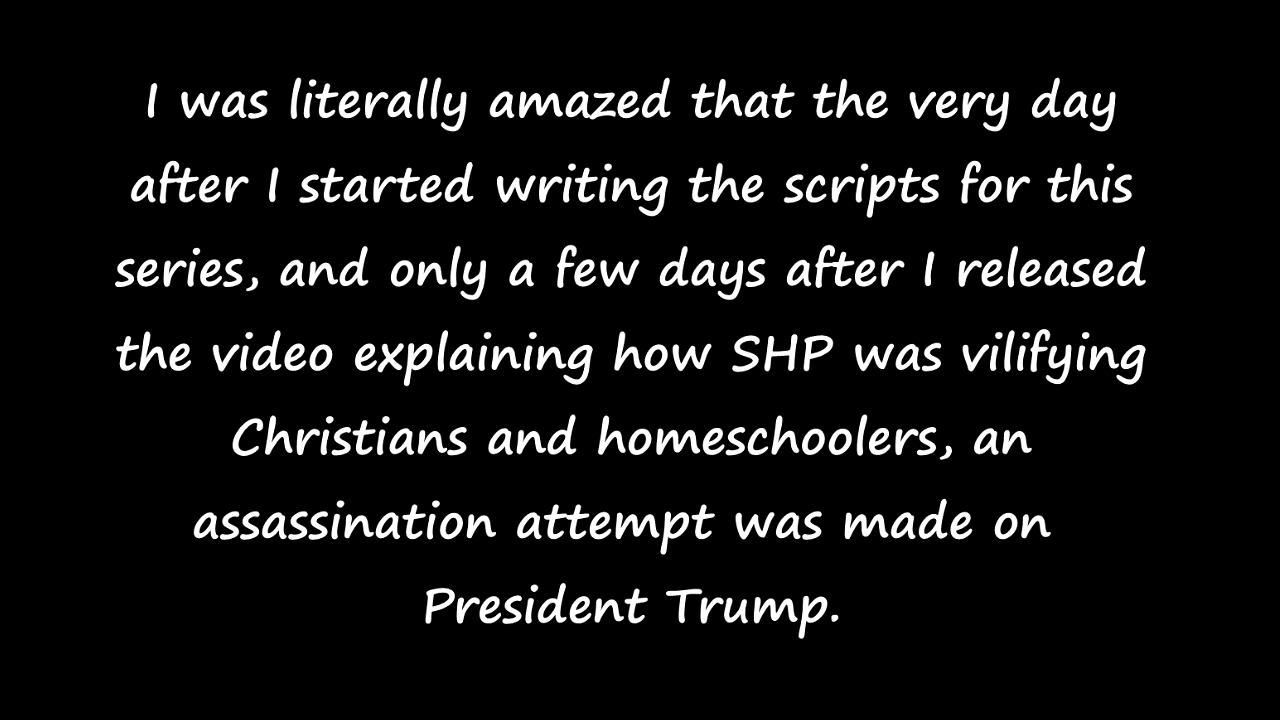 I was literally amazed that the very day
after I started writing the scripts for this
series, and only a few days after I released
the video explaining how SHP was vilifying
Christians and homeschoolers, an
assassination attempt was made on
President Trump.